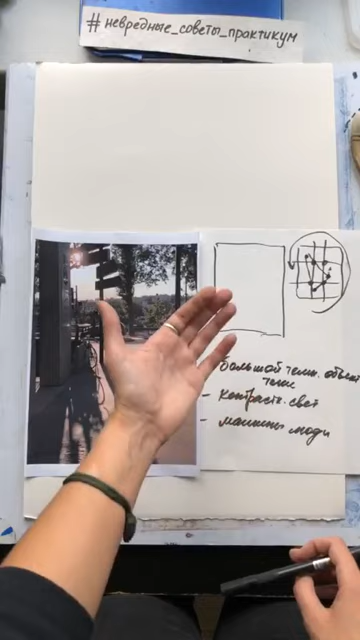 #невредные_советы_практикум
большой темн. объект
тени
- Контрастн. свет
- машины люди